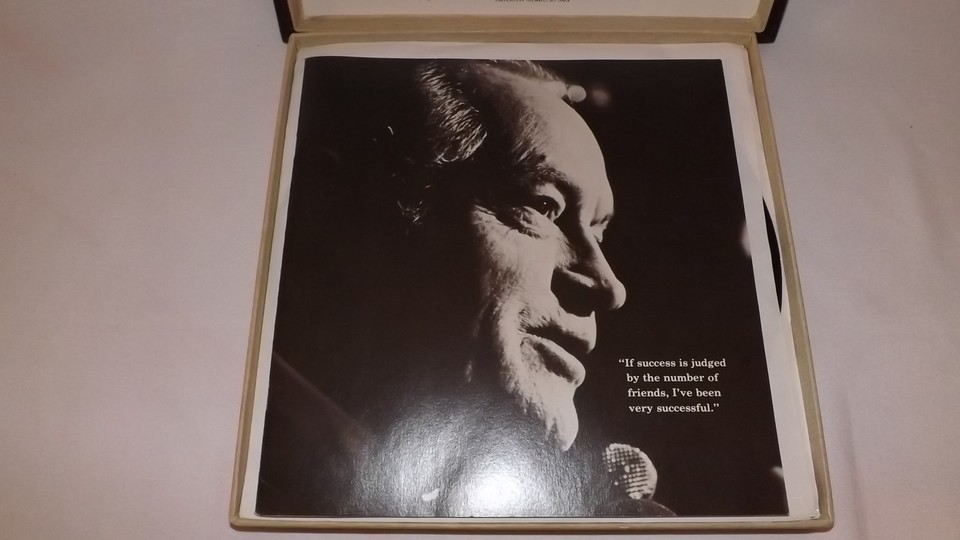 “If success is judged
by the number of
friends, I’ve been
very successful.”